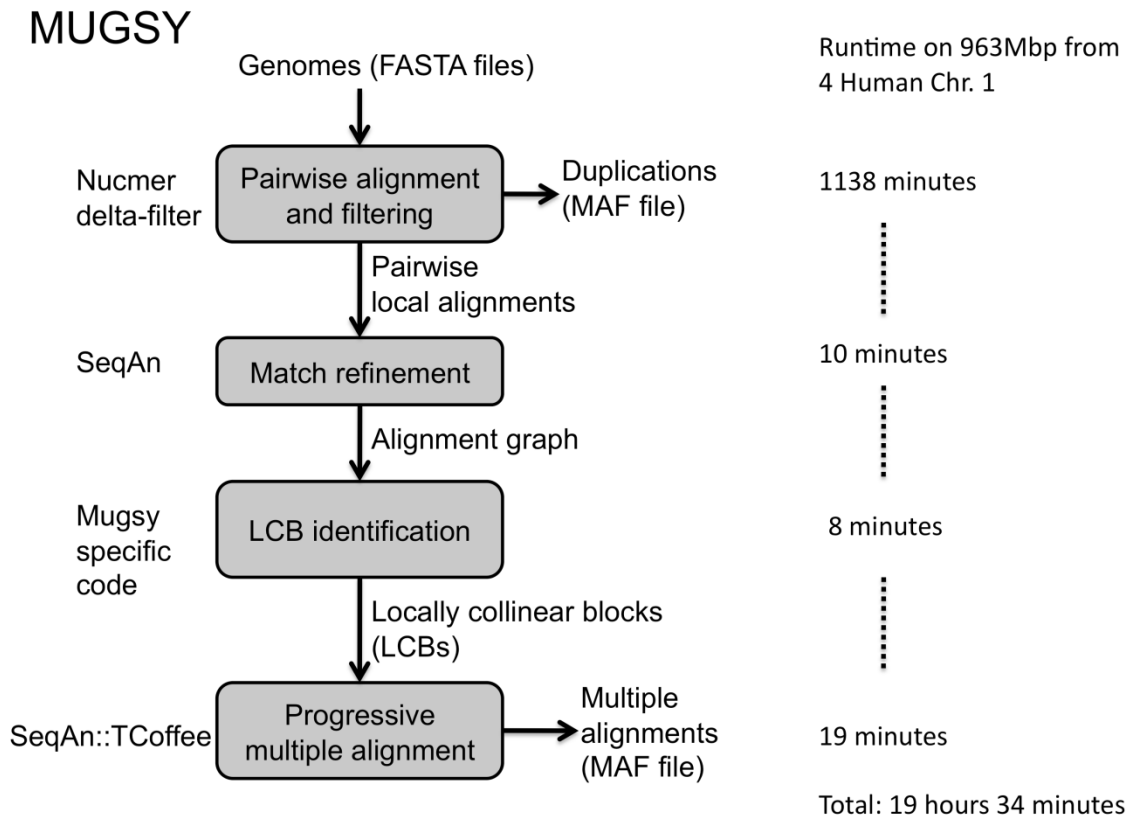 MUGSY
Runtime on 963Mbp from
4 Human Chr. 1
Genomes (FASTA files)
Nucmer
delta-filter
Pairwise alignment
and filtering
Duplications
(MAF file)
1138 minutes
Pairwise
local alignments
SeqAn
Match refinement
10 minutes
Alignment graph
Mugsy
specific
code
LCB identification
8 minutes
Locally collinear blocks
(LCBs)
SeqAn::TCoffee
Progressive
multiple alignment
Multiple
alignments
(MAF file)
19 minutes
Total: 19 hours 34 minutes